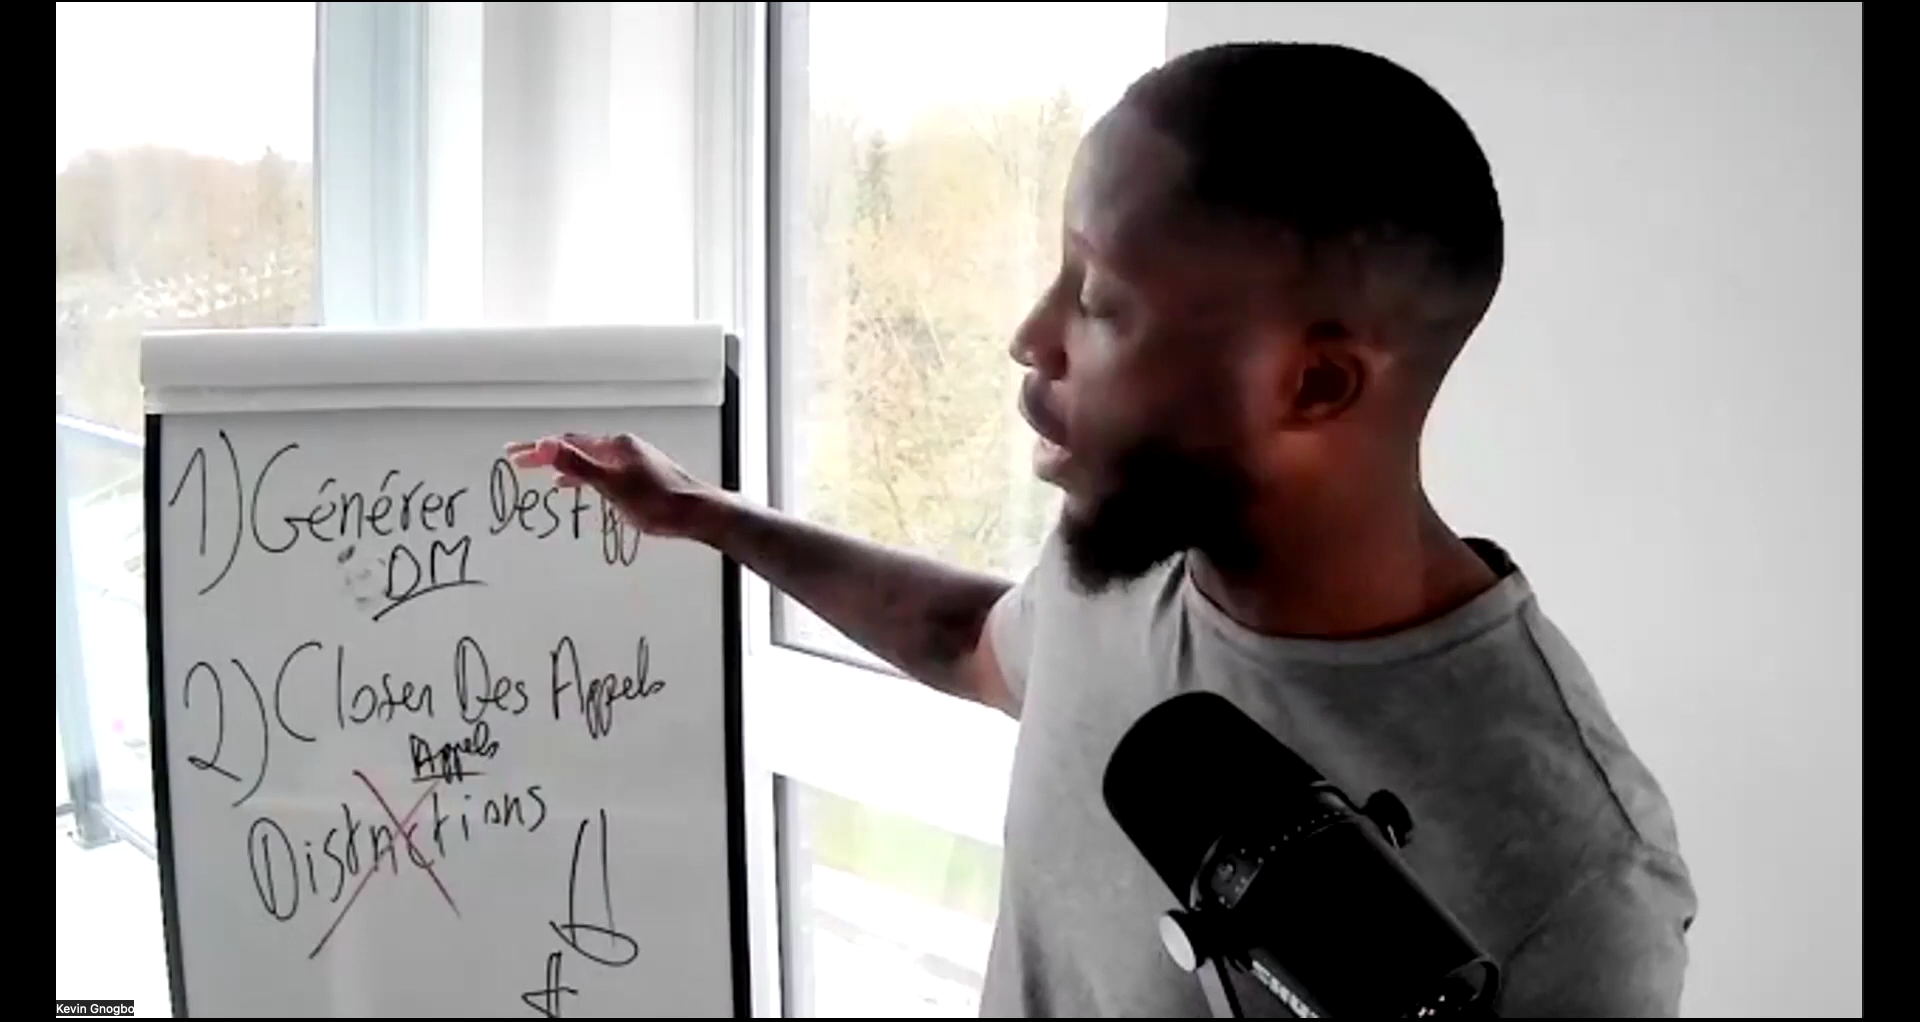 1) Générer Des
DM
2) Closer Des Appels
Appels
Distractions
Kevin Gnogbo